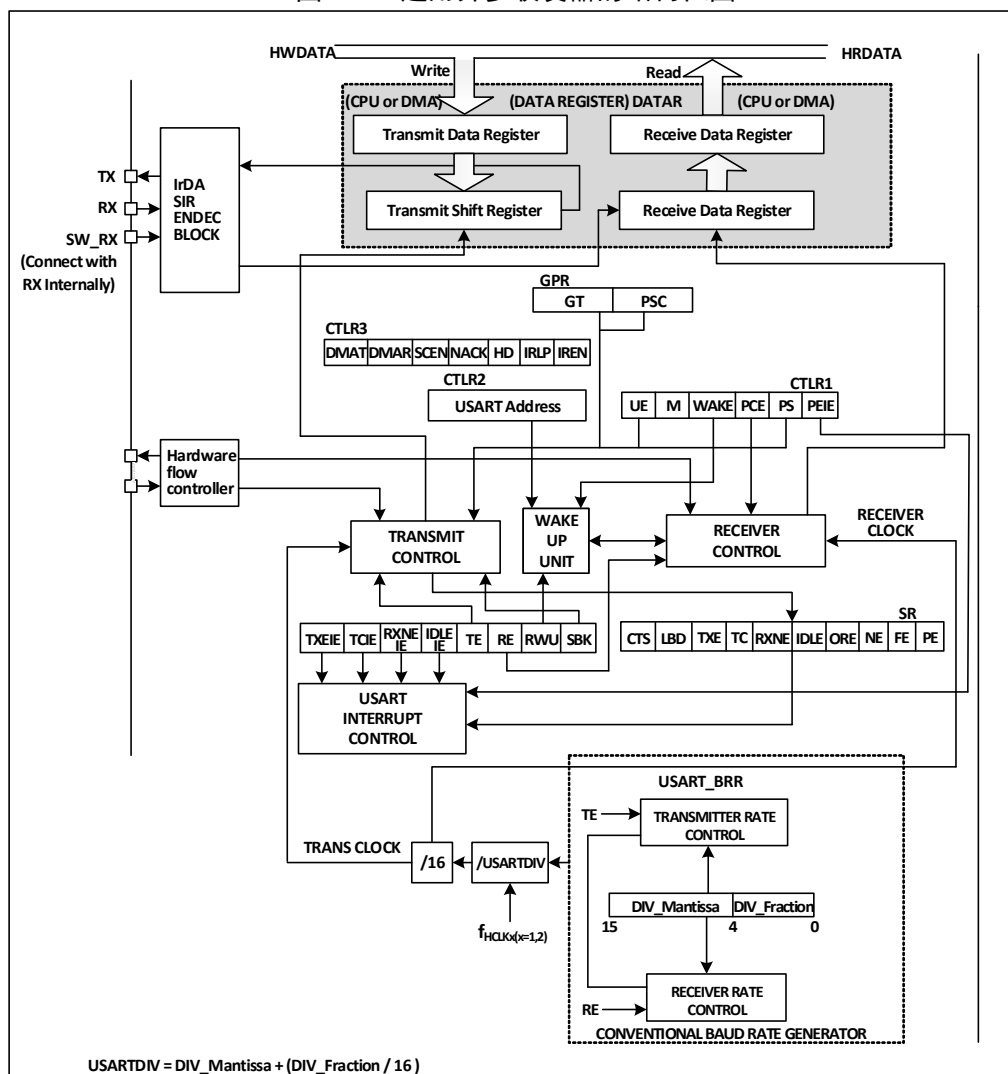 HWDATA
HRDATA
Write
Read
(CPU or DMA)
(DATA REGISTER) DATAR
(CPU or DMA)
Transmit Data Register
Receive Data Register
TX
RX
SW_RX
(Connect with
RX Internally)
IrDA
SIR
ENDEC
BLOCK
Transmit Shift Register
Receive Data Register
GPR
GT
PSC
CTLR3
DMAT DMAR SCEN NACK HD IRLP IREN
CTLR2
USART Address
CTLR1
UE M WAKE PCE PS PEIE
Hardware
flow
controller
TRANSMIT
CONTROL
WAKE
UP
UNIT
RECEIVER
CONTROL
RECEIVER
CLOCK
TXEIE TCIE RXNE IE IDLE IE TE RE RWU SBK
SR
CTS LBD TXE TC RXNE IDLE ORE NE FE PE
USART
INTERRUPT
CONTROL
USART_BRR
TE
TRANSMITTER RATE
CONTROL
TRANS CLOCK
/16
/USARTDIV
fHCLKx(x=1,2)
DIV_Mantissa DIV_Fraction
15 4 0
RE
RECEIVER RATE
CONTROL
CONVENTIONAL BAUD RATE GENERATOR
USARTDIV = DIV_Mantissa + (DIV_Fraction / 16 )